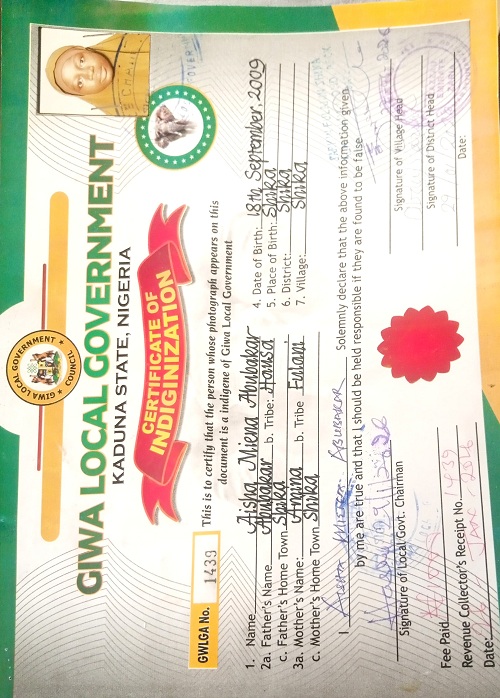 GIWA LOCAL GOVERNMENT
COUNCIL
GIWA LOCAL GOVERNMENT
KADUNA STATE, NIGERIA
CERTIFICATE OF
INDIGINIZATION
GWLGA No. 1439
This is to certify that the person whose photograph appears on this
document is a indigene of Giwa Local Government
1. Name: Aisha Miena Abubakar
2a. Father's Name Abubakar b. Tribe: Hausa
c. Father's Home Town Shika
3a. Mother's Name: Amina b. Tribe Fulani
c. Mother's Home Town Shika
4. Date of Birth: 18th September, 2009
5. Place of Birth: Shika
6. District: Shika
7. Village: Shika
I ABUBAKAR Solemnly declare that the above information given
by me are true and that I should be held responsible if they are found to be false
Signature of Local Govt. Chairman
Signature of Village Head
Signature of District Head
Fee Paid
Revenue Collector's Receipt No.
Date:
Date: